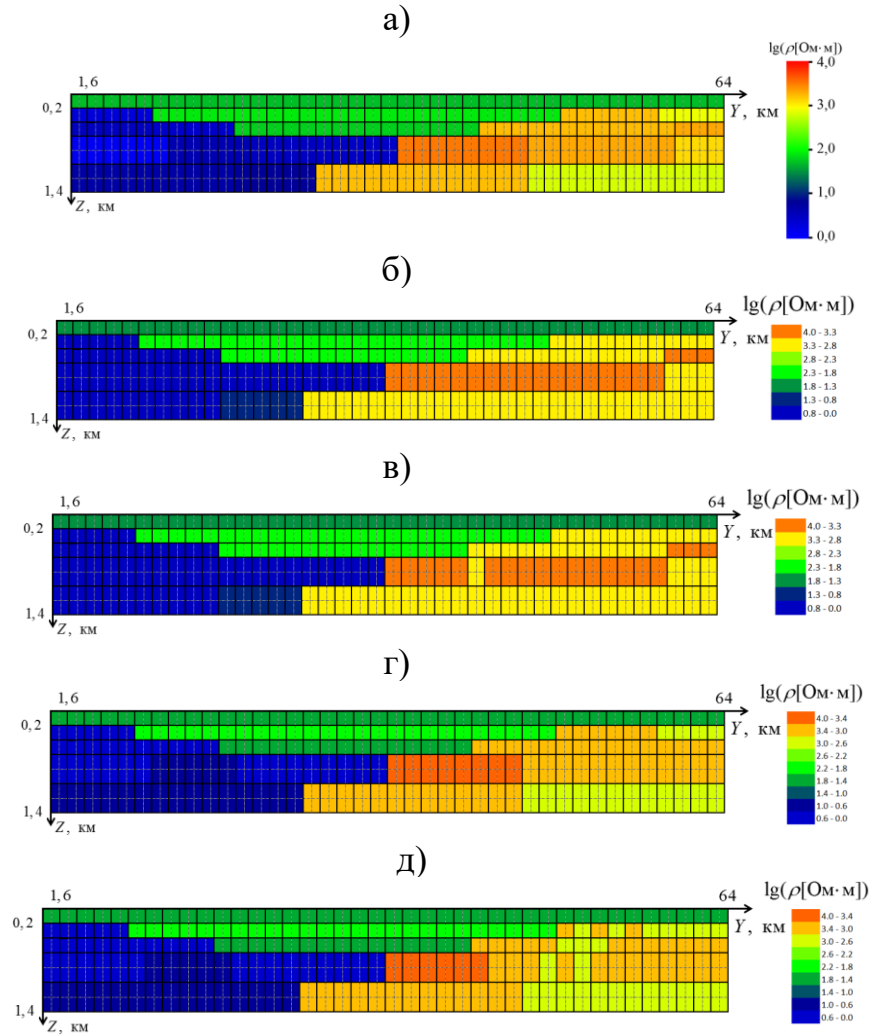 а)
lg(ρ[Ом·м])
1,6
64
4,0
0,2
Y, км
3,0
2,0
1,0
1,4
Z, км
0,0
б)
1,6
64
lg(ρ[Ом·м])
0,2
Y, км
4.0 - 3.3
3.3 - 2.8
2.8 - 2.3
2.3 - 1.8
1.8 - 1.3
1.3 - 0.8
0.8 - 0.0
1,4
Z, км
в)
1,6
64
lg(ρ[Ом·м])
0,2
Y, км
4.0 - 3.3
3.3 - 2.8
2.8 - 2.3
2.3 - 1.8
1.8 - 1.3
1.3 - 0.8
0.8 - 0.0
1,4
Z, км
г)
1,6
64
lg(ρ[Ом·м])
0,2
Y, км
4.0 - 3.4
3.4 - 3.0
3.0 - 2.6
2.6 - 2.2
2.2 - 1.8
1.8 - 1.4
1.4 - 1.0
1.0 - 0.6
0.6 - 0.0
1,4
Z, км
д)
1,6
64
lg(ρ[Ом·м])
0,2
Y, км
4.0 - 3.4
3.4 - 3.0
3.0 - 2.6
2.6 - 2.2
2.2 - 1.8
1.8 - 1.4
1.4 - 1.0
1.0 - 0.6
0.6 - 0.0
1,4
Z, км